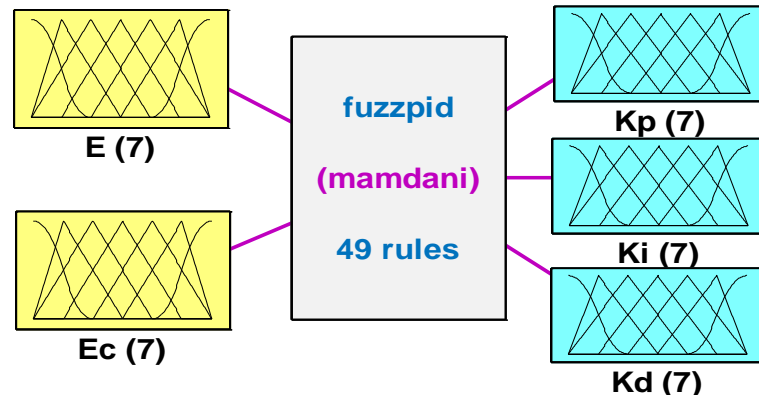 E (7)
Ec (7)
fuzzpid
(mamdani)
49 rules
Kp (7)
Ki (7)
Kd (7)